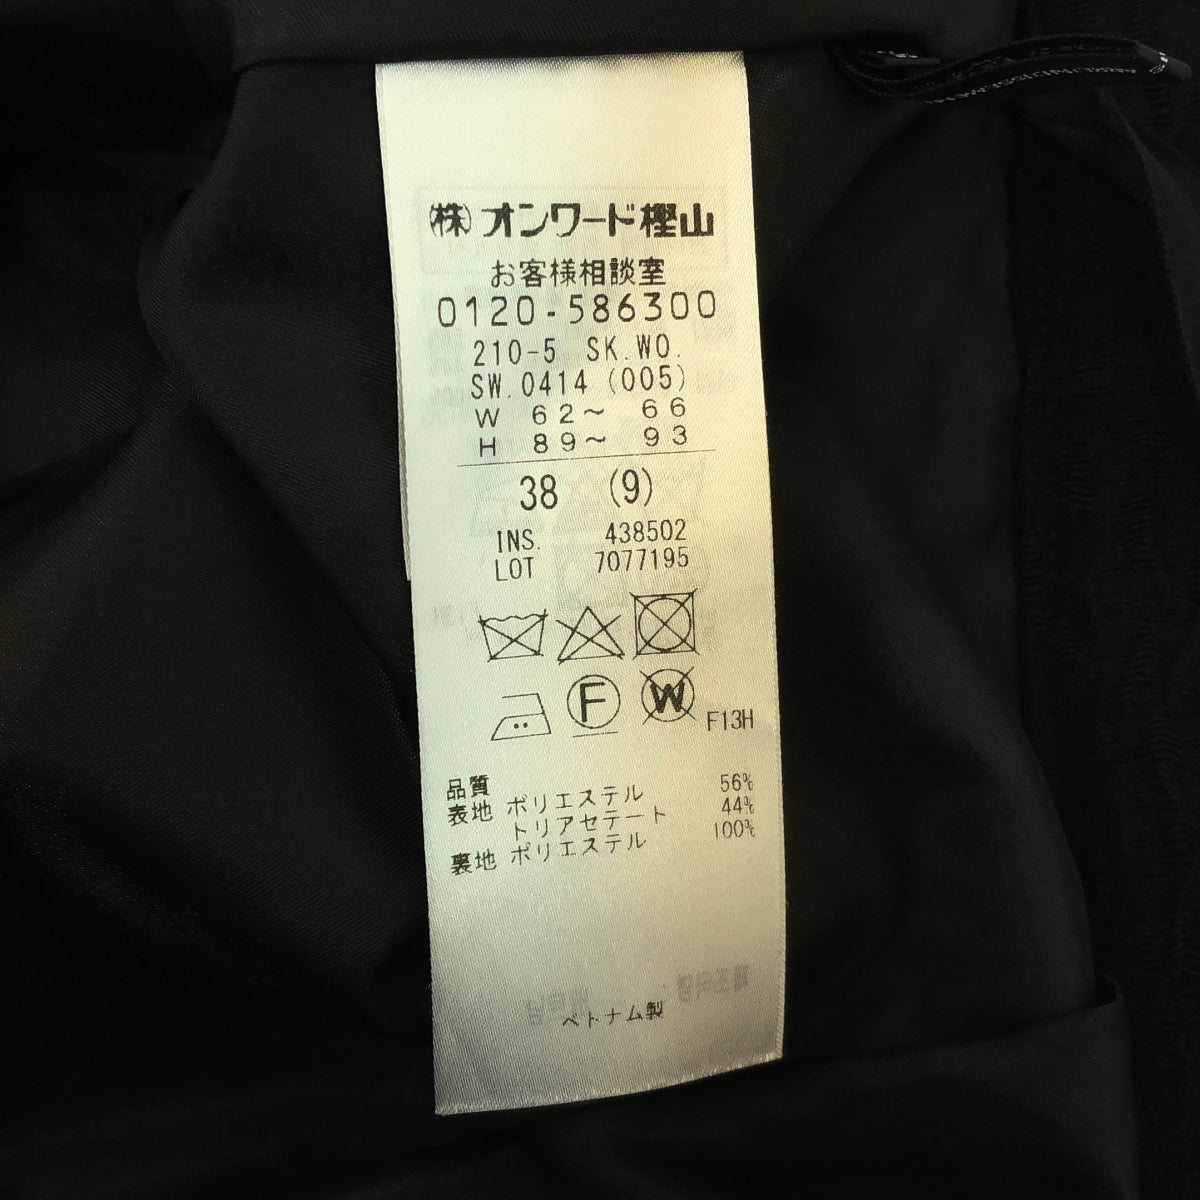 ㈱オンワード樫山
お客様相談室
0120-586300
210-5 SK.WO.
SW.0414 (005)
W 62～ 66
H 89～ 93
38 (9)
INS. 438502
LOT 7077195
F
W
F13H
品質
表地 ポリエステル 56%
トリアセテート 44%
裏地 ポリエステル 100%
ベトナム製